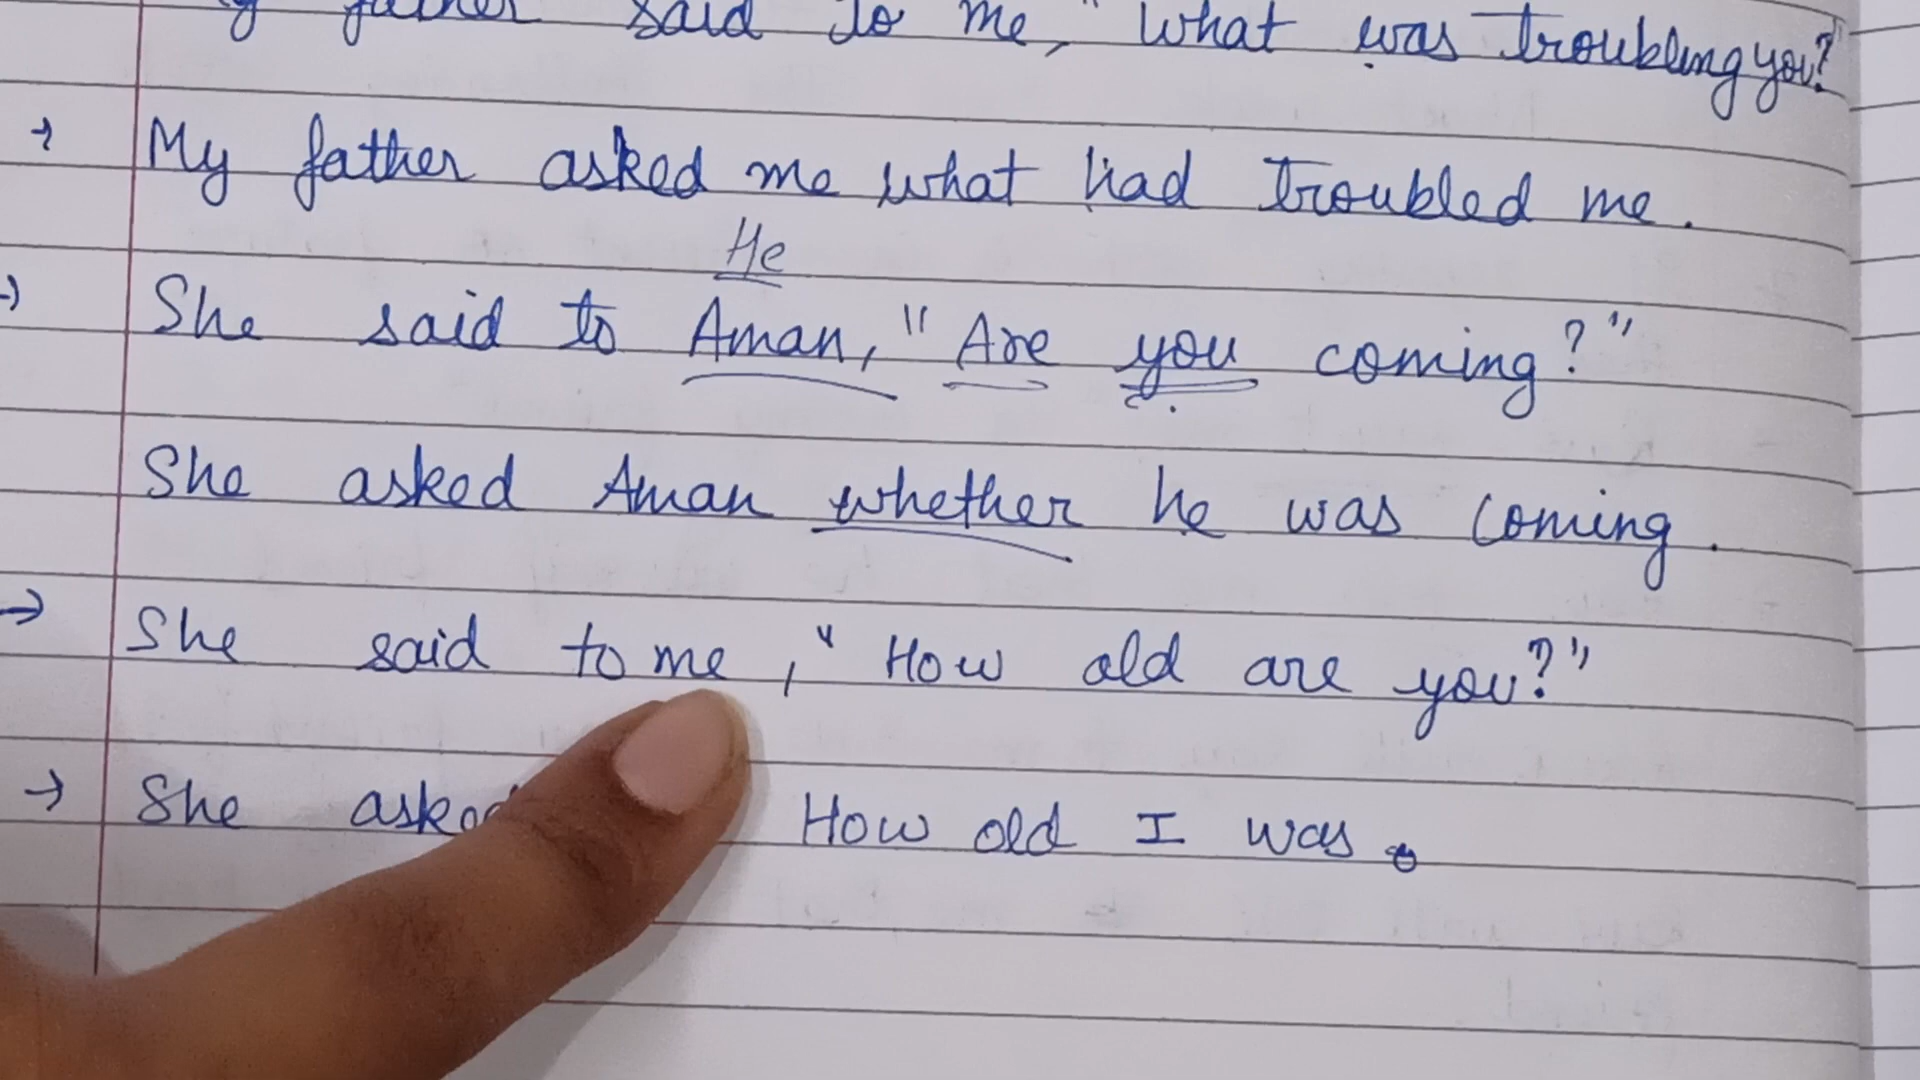 said to me, " What was troubling you?"
→ My father asked me what had troubled me.
He
→ She said to Aman, " Are you coming?"
She asked Aman whether he was coming.
→ She said to me, " How old are you?"
→ She How old I was.